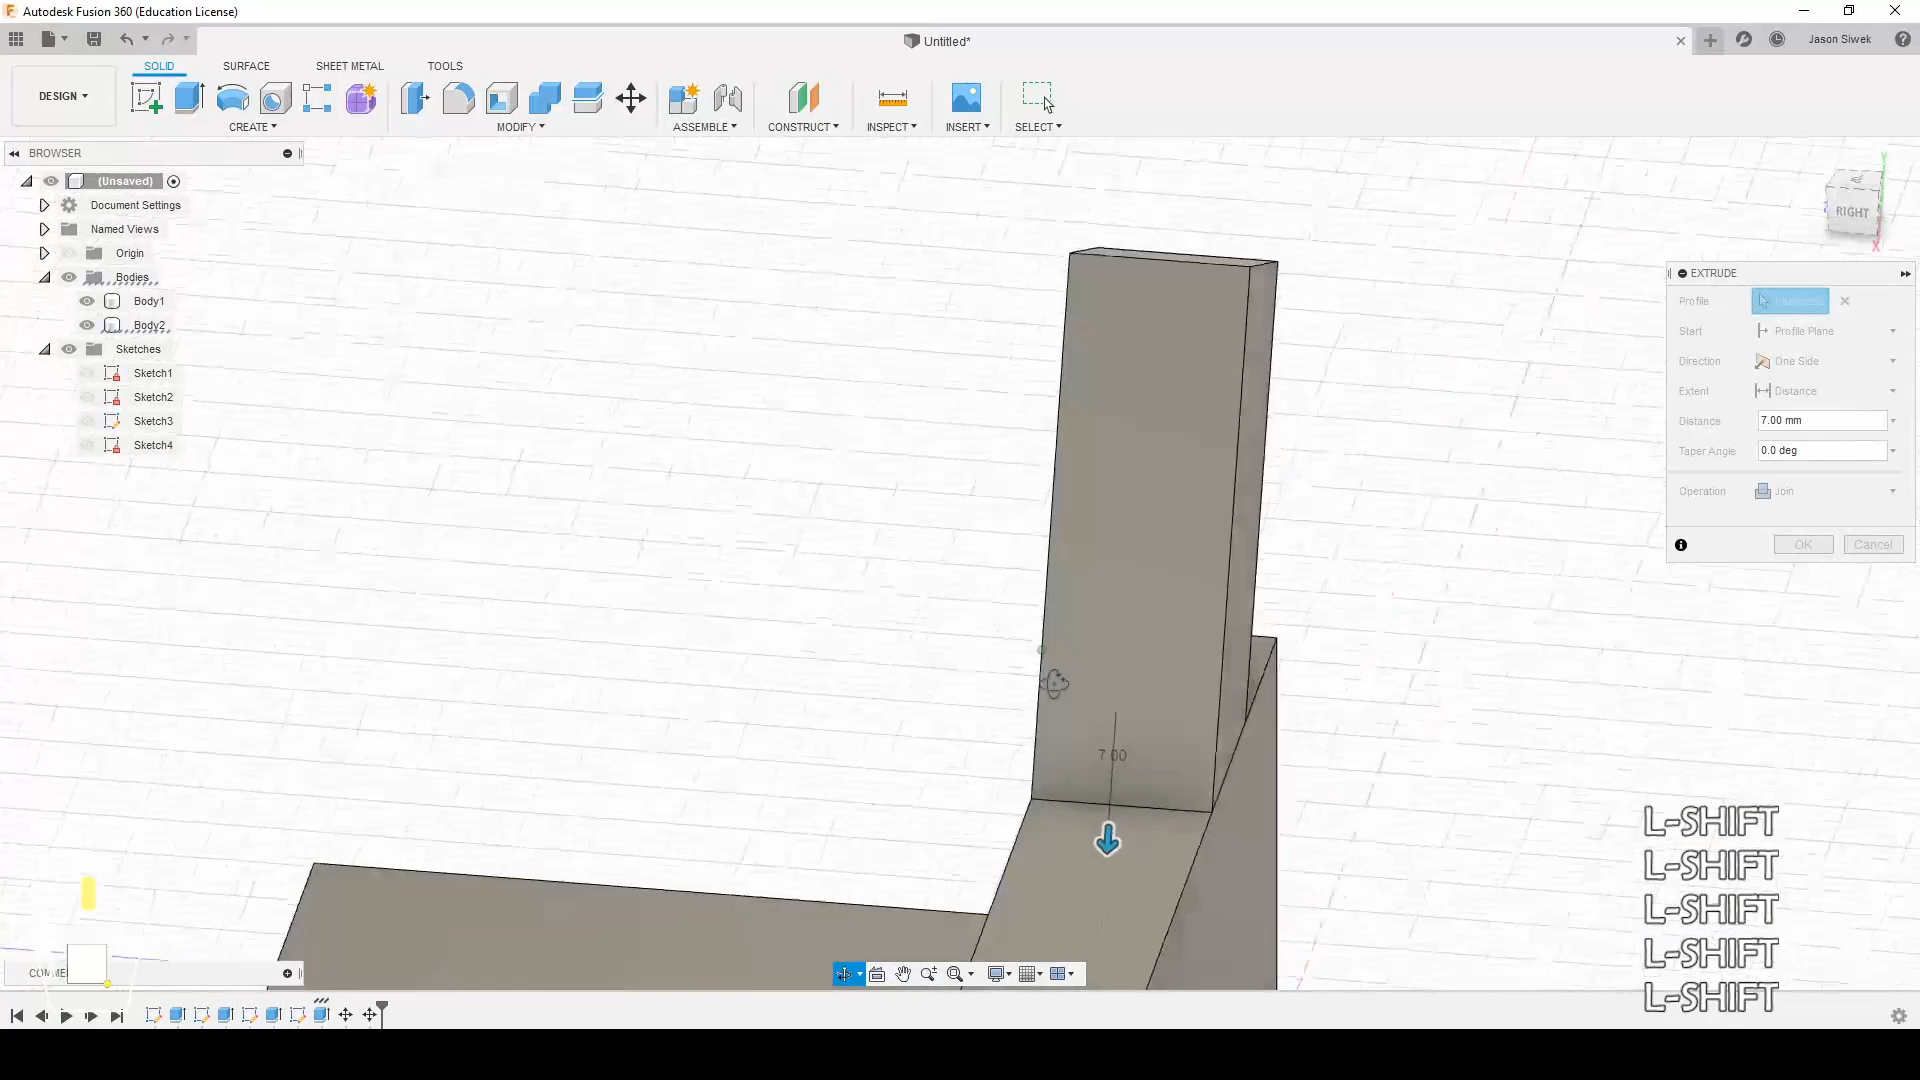 Autodesk Fusion 360 (Education License)
Untitled*
Jason Siwek
SOLID SURFACE SHEET METAL TOOLS
DESIGN
CREATE MODIFY ASSEMBLE CONSTRUCT INSPECT INSERT SELECT
BROWSER
(Unsaved)
Document Settings
Named Views
Origin
Bodies
Body1
Body2
Sketches
Sketch1
Sketch2
Sketch3
Sketch4
Y
RIGHT
X
EXTRUDE
Profile
Start Profile Plane
Direction One Side
Extent Distance
Distance 7.00 mm
Taper Angle 0.0 deg
Operation Join
OK Cancel
7.00
L-SHIFT
L-SHIFT
L-SHIFT
L-SHIFT
L-SHIFT